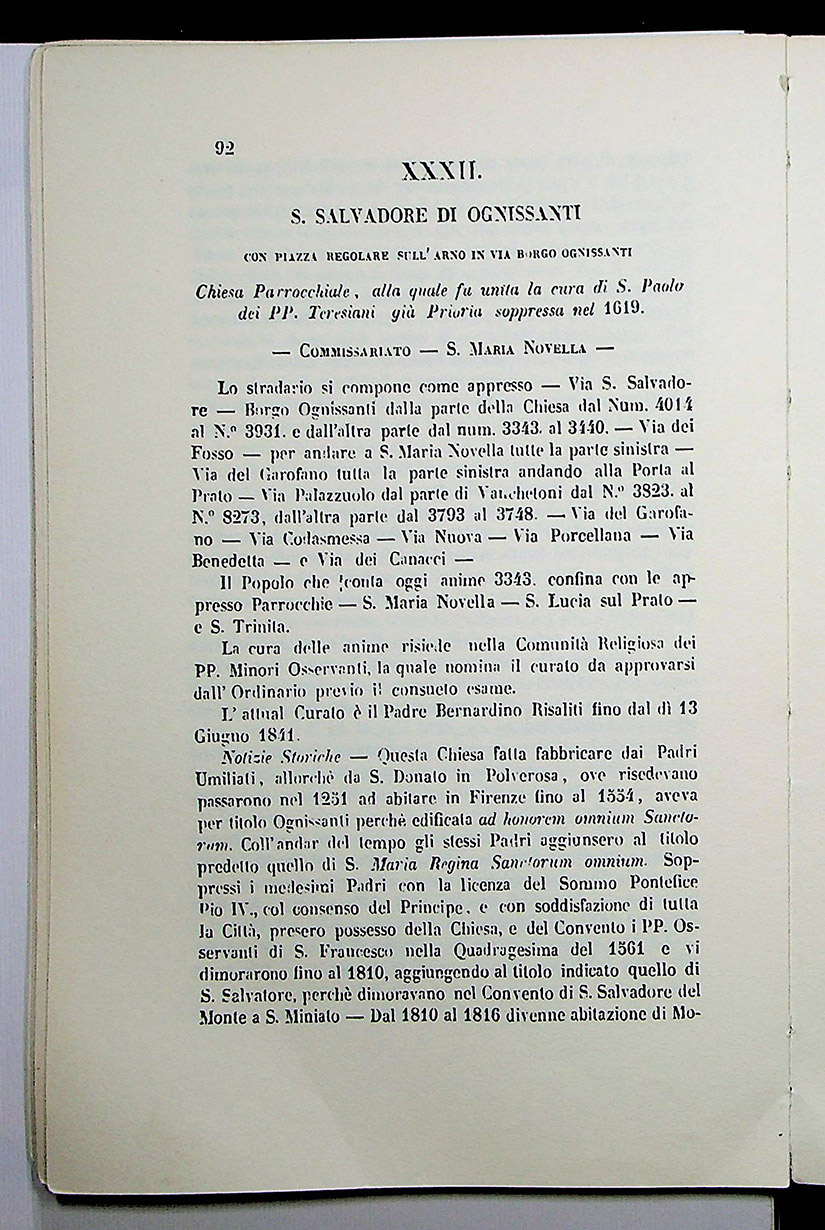 92
XXXII.
S. SALVADORE DI OGNISSANTI
CON PIAZZA REGOLARE SULL' ARNO IN VIA BORGO OGNISSANTI
Chiesa Parrocchiale, alla quale fu unita la cura di S. Paolo
dei PP. Teresiani già Prioria soppressa nel 1619.
— COMMISSARIATO — S. MARIA NOVELLA —
Lo stradario si compone come appresso — Via S. Salvado-
re — Borgo Ognissanti dalla parte della Chiesa dal Num. 4014
al N.º 3931. e dall'altra parte dal num. 3343. al 3440. — Via dei
Fosso — per andare a S. Maria Novella tutte la parte sinistra —
Via del Garofano tutta la parte sinistra andando alla Porta al
Prato — Via Palazzuolo dal parte di Vanchetoni dal N.º 3823. al
N.º 8273, dall'altra parte dal 3793 al 3748. — Via del Garofa-
no — Via Codasmessa — Via Nuova — Via Porcellana — Via
Benedetta — e Via dei Canacci —
Il Popolo che conta oggi anime 3343. confina con le ap-
presso Parrocchie — S. Maria Novella — S. Lucia sul Prato —
e S. Trinita.
La cura delle anime risiede nella Comunità Religiosa dei
PP. Minori Osservanti, la quale nomina il curato da approvarsi
dall' Ordinario previo il consueto esame.
L' attual Curato è il Padre Bernardino Risaliti fino dal dì 13
Giugno 1841.
Notizie Storiche — Questa Chiesa fatta fabbricare dai Padri
Umiliati, allorchè da S. Donato in Polverosa, ove risedevano
passarono nel 1251 ad abitare in Firenze fino al 1554, aveva
per titolo Ognissanti perchè edificata ad honorem omnium Sancto-
rum. Coll'andar del tempo gli stessi Padri aggiunsero al titolo
predetto quello di S. Maria Regina Sanctorum omnium. Sop-
pressi i medesimi Padri con la licenza del Sommo Pontefice
Pio IV., col consenso del Principe, e con soddisfazione di tutta
la Città, presero possesso della Chiesa, e del Convento i PP. Os-
servanti di S. Francesco nella Quadragesima del 1561 e vi
dimorarono fino al 1810, aggiungendo al titolo indicato quello di
S. Salvatore, perchè dimoravano nel Convento di S. Salvadore del
Monte a S. Miniato — Dal 1810 al 1816 divenne abitazione di Mo-